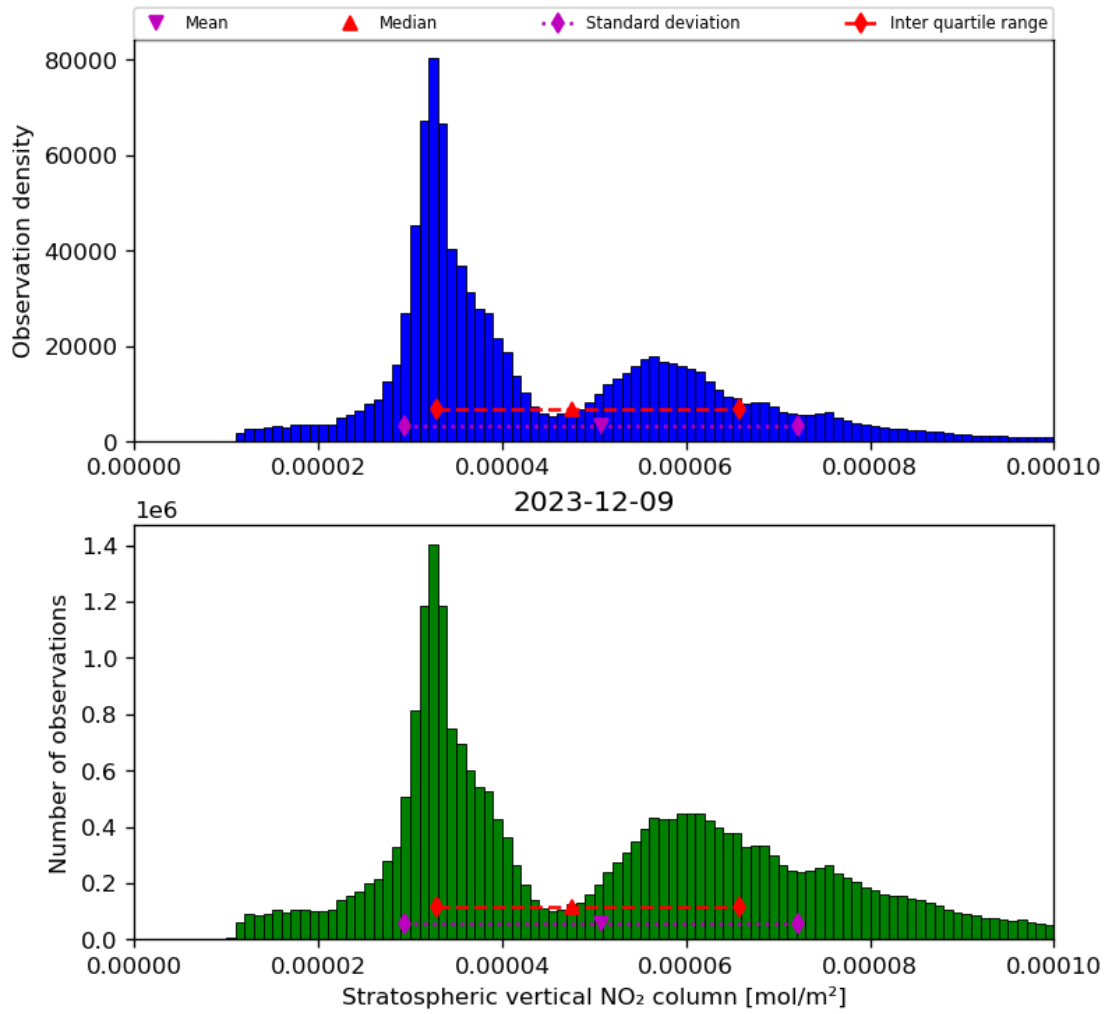 Mean Median Standard deviation Inter quartile range
80000
60000
40000
20000
0
Observation density
0.00000 0.00002 0.00004 0.00006 0.00008 0.00010
2023-12-09
1e6
1.4
1.2
1.0
0.8
0.6
0.4
0.2
0.0
Number of observations
0.00000 0.00002 0.00004 0.00006 0.00008 0.00010
Stratospheric vertical NO₂ column [mol/m²]